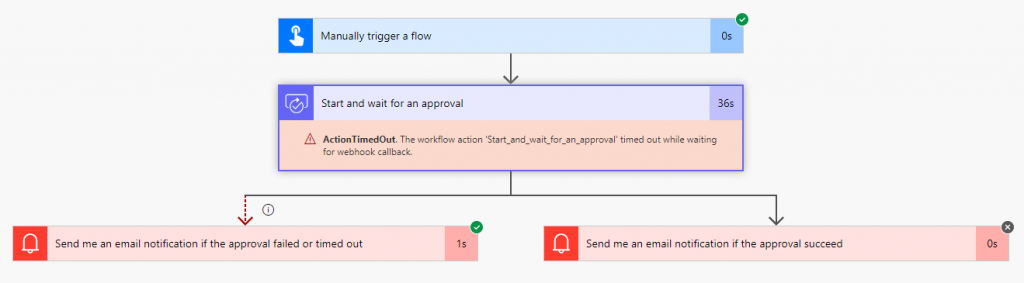 Manually trigger a flow
0s
Start and wait for an approval
36s
ActionTimedOut. The workflow action 'Start_and_wait_for_an_approval' timed out while waiting
for webhook callback.
Send me an email notification if the approval failed or timed out
1s
Send me an email notification if the approval succeed
0s